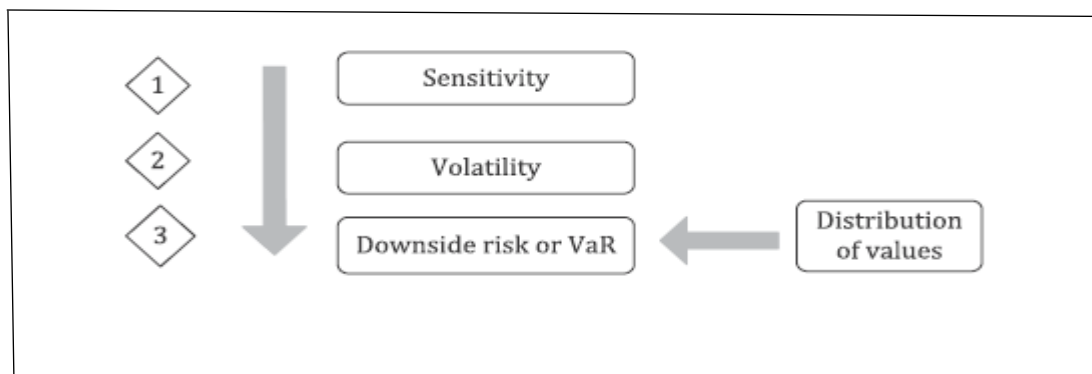 1
Sensitivity
2
Volatility
3
Downside risk or VaR
Distribution
of values